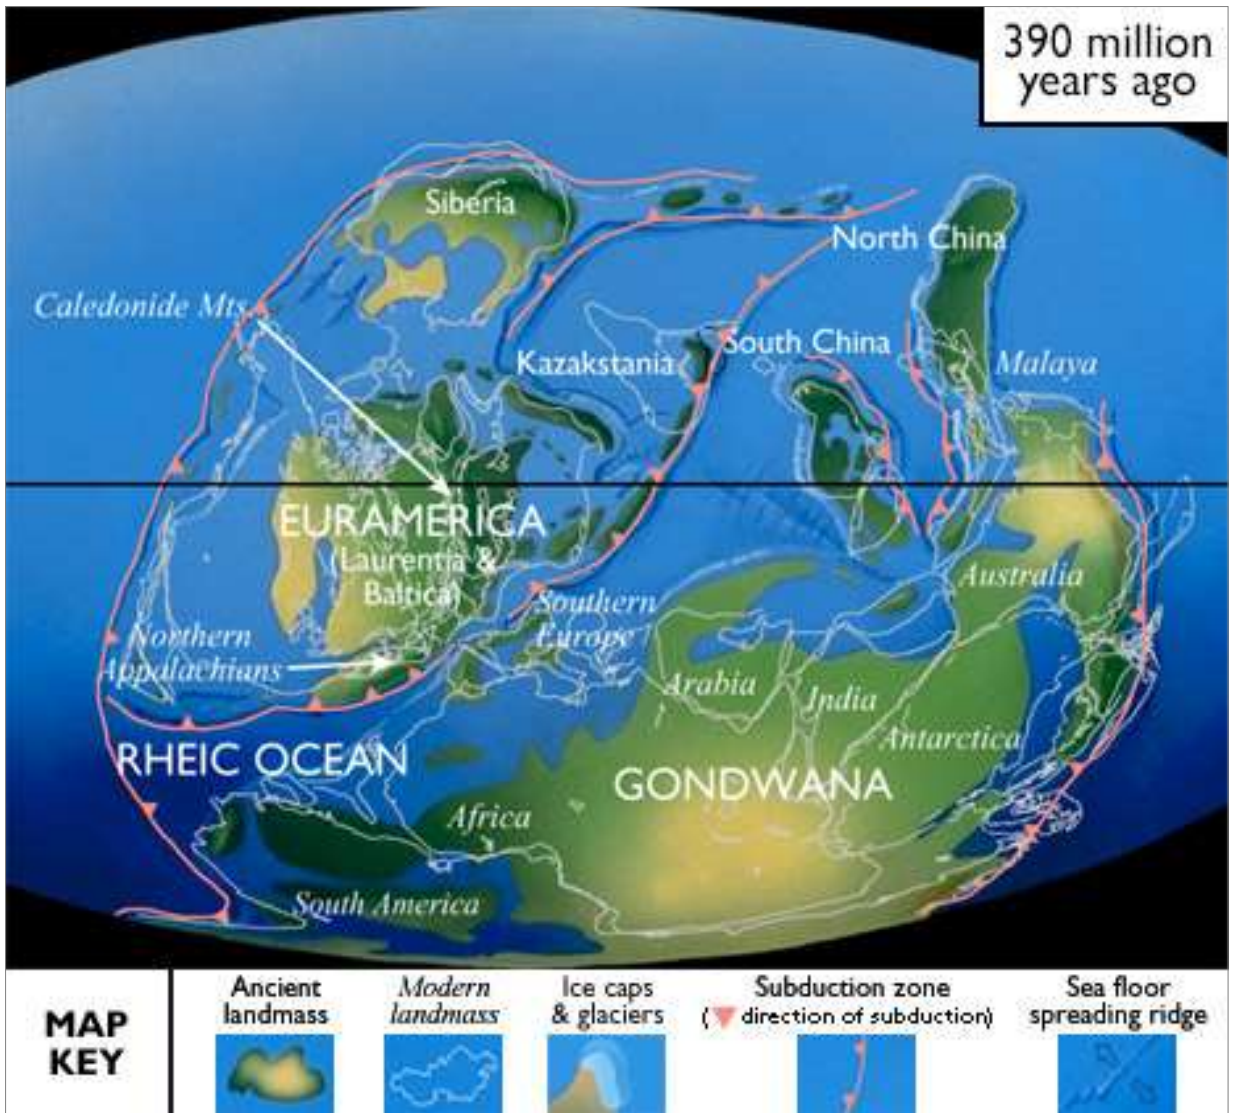 390 million
years ago
Siberia
North China
Caledonide Mts.
South China
Kazakstania
Malaya
EURAMERICA
(Laurentia &
Baltica)
Australia
Southern
Europe
Northern
Appalachians
Arabia
India
Antarctica
RHEIC OCEAN
GONDWANA
Africa
South America
MAP
KEY
Ancient
landmass
Modern
landmass
Ice caps
& glaciers
Subduction zone
(▼ direction of subduction)
Sea floor
spreading ridge